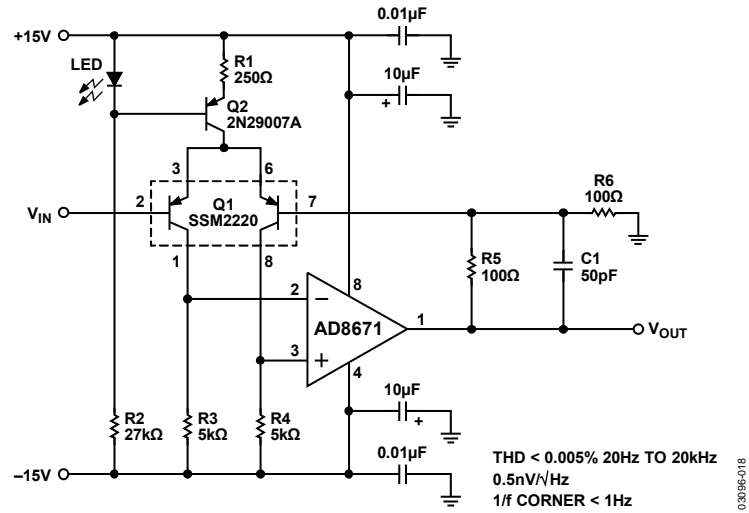 +15V
0.01µF
LED
R1
250Ω
10µF
+
Q2
2N29007A
3
6
R6
100Ω
VIN
2
Q1
SSM2220
7
1
8
R5
100Ω
C1
50pF
8
2
–
AD8671
1
VOUT
3
+
4
10µF
+
R2
27kΩ
R3
5kΩ
R4
5kΩ
0.01µF
–15V
THD < 0.005% 20Hz TO 20kHz
0.5nV/√Hz
1/f CORNER < 1Hz
03096-018